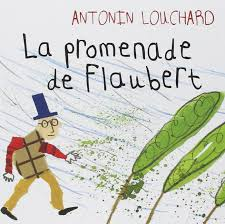 ANTONIN LOUCHARD
La promenade
de Flaubert